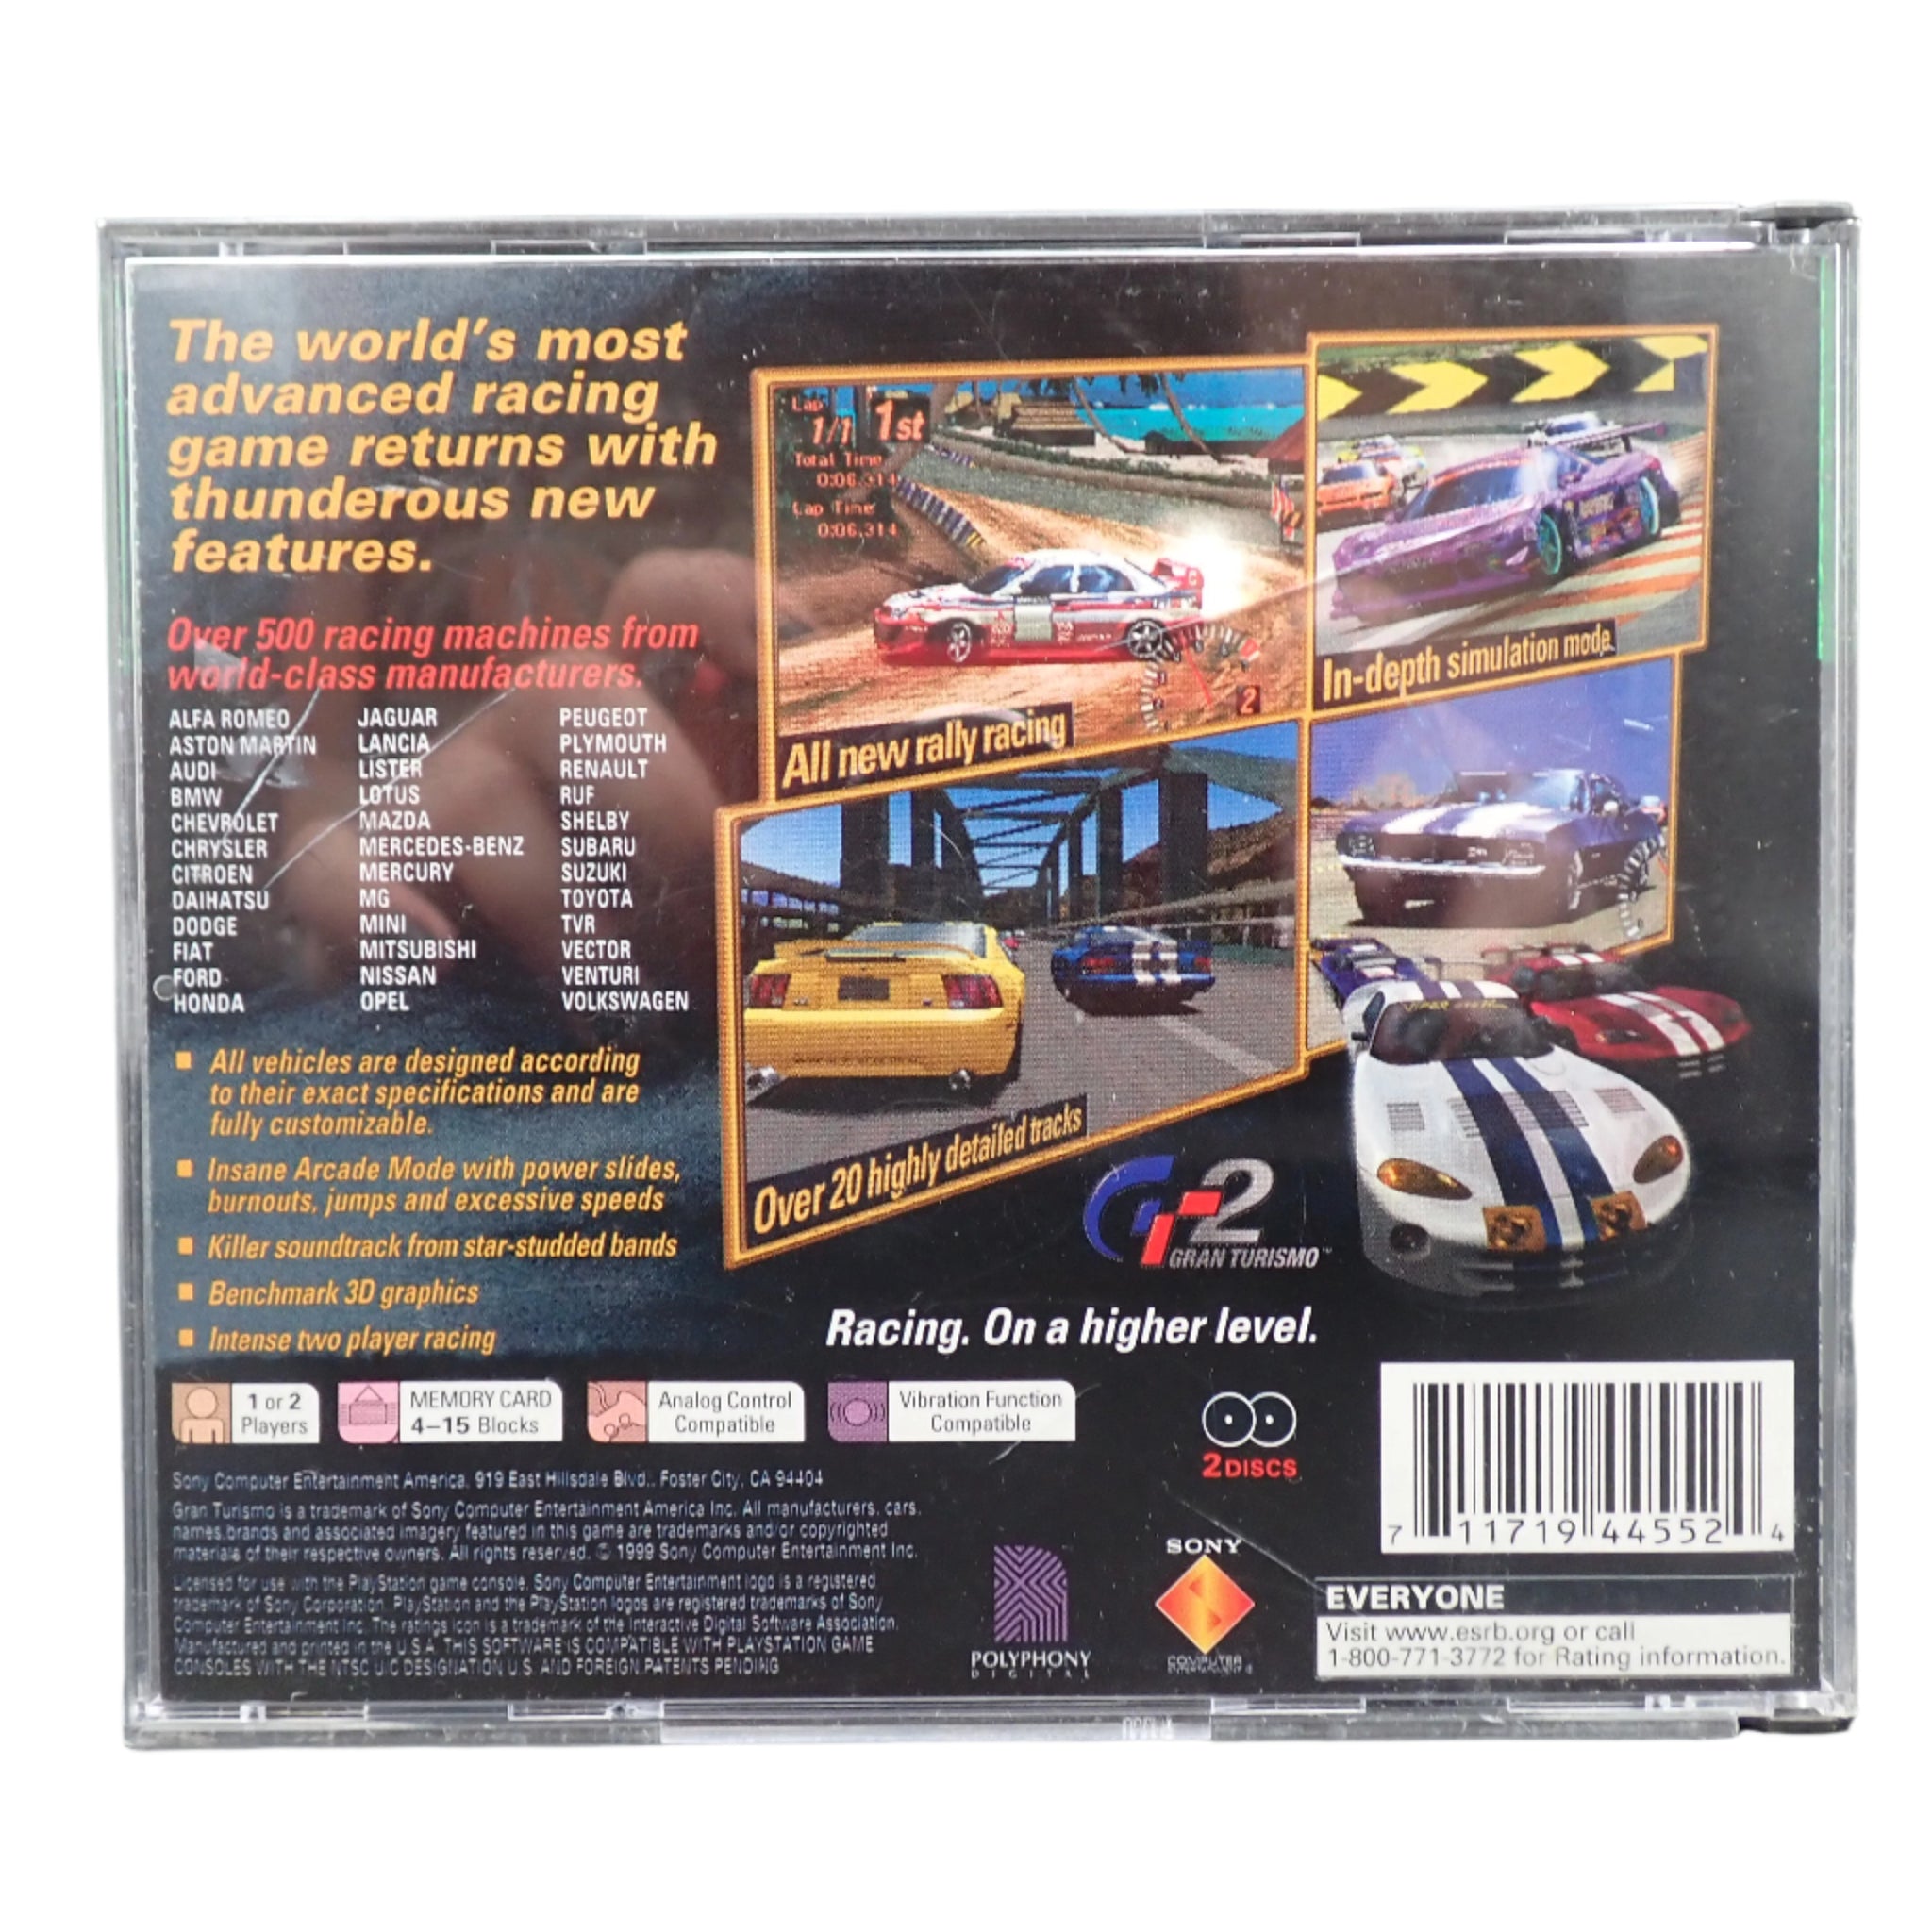 The world's most
advanced racing
game returns with
thunderous new
features.
Over 500 racing machines from
world-class manufacturers.
ALFA ROMEO
ASTON MARTIN
AUDI
BMW
CHEVROLET
CHRYSLER
CITROEN
DAIHATSU
DODGE
FIAT
FORD
HONDA
JAGUAR
LANCIA
LISTER
LOTUS
MAZDA
MERCEDES-BENZ
MERCURY
MG
MINI
MITSUBISHI
NISSAN
OPEL
PEUGEOT
PLYMOUTH
RENAULT
RUF
SHELBY
SUBARU
SUZUKI
TOYOTA
TVR
VECTOR
VENTURI
VOLKSWAGEN
■ All vehicles are designed according
to their exact specifications and are
fully customizable.
■ Insane Arcade Mode with power slides,
burnouts, jumps and excessive speeds
■ Killer soundtrack from star-studded bands
■ Benchmark 3D graphics
■ Intense two player racing
Lap
1/1 1st
Total Time
0:06.314
Lap Time
0:06.314
2
All new rally racing
In-depth simulation mode.
Over 20 highly detailed tracks
VIPER
GT2
GRAN TURISMO™
Racing. On a higher level.
1 or 2
Players
MEMORY CARD
4–15 Blocks
Analog Control
Compatible
Vibration Function
Compatible
2 DISCS
7 11719 44552 4
Sony Computer Entertainment America, 919 East Hillsdale Blvd., Foster City, CA 94404
Gran Turismo is a trademark of Sony Computer Entertainment America Inc. All manufacturers, cars,
names, brands and associated imagery featured in this game are trademarks and/or copyrighted
materials of their respective owners. All rights reserved. © 1999 Sony Computer Entertainment Inc.
Licensed for use with the PlayStation game console. Sony Computer Entertainment logo is a registered
trademark of Sony Corporation. PlayStation and the PlayStation logos are registered trademarks of Sony
Computer Entertainment Inc. The ratings icon is a trademark of the Interactive Digital Software Association.
Manufactured and printed in the U.S.A. THIS SOFTWARE IS COMPATIBLE WITH PLAYSTATION GAME
CONSOLES WITH THE NTSC U/C DESIGNATION U.S. AND FOREIGN PATENTS PENDING
POLYPHONY
DIGITAL
SONY
COMPUTER
ENTERTAINMENT
EVERYONE
Visit www.esrb.org or call
1-800-771-3772 for Rating information.